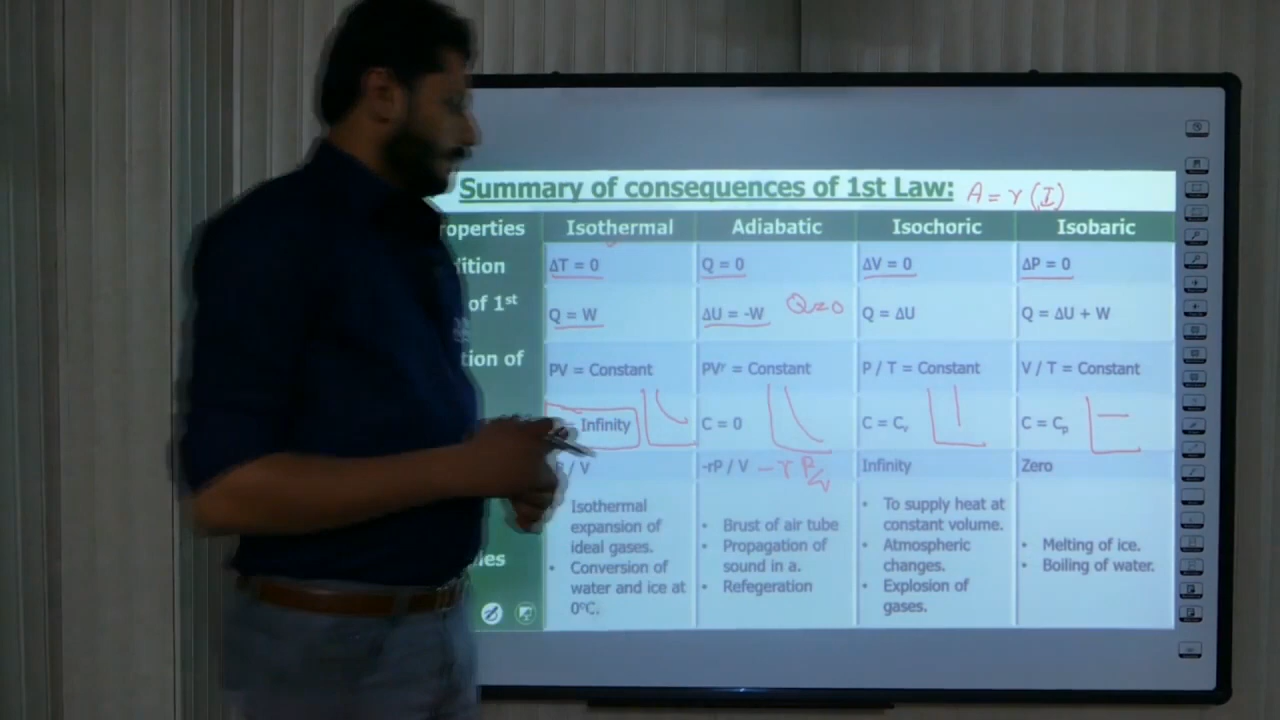 Summary of consequences of 1st Law: A = γ (I)
operties Isothermal Adiabatic Isochoric Isobaric
ition ΔT = 0 Q = 0 ΔV = 0 ΔP = 0
of 1st Q = W ΔU = -W Q=0 Q = ΔU Q = ΔU + W
tion of PV = Constant PVʳ = Constant P / T = Constant V / T = Constant
= Infinity C = 0 C = Cᵥ C = Cₚ
/ V -rP / V - γ P/V Infinity Zero
les
Isothermal
expansion of
ideal gases.
• Conversion of
water and ice at
0°C.
• Brust of air tube
• Propagation of
sound in a.
• Refegeration
• To supply heat at
constant volume.
• Atmospheric
changes.
• Explosion of
gases.
• Melting of ice.
• Boiling of water.